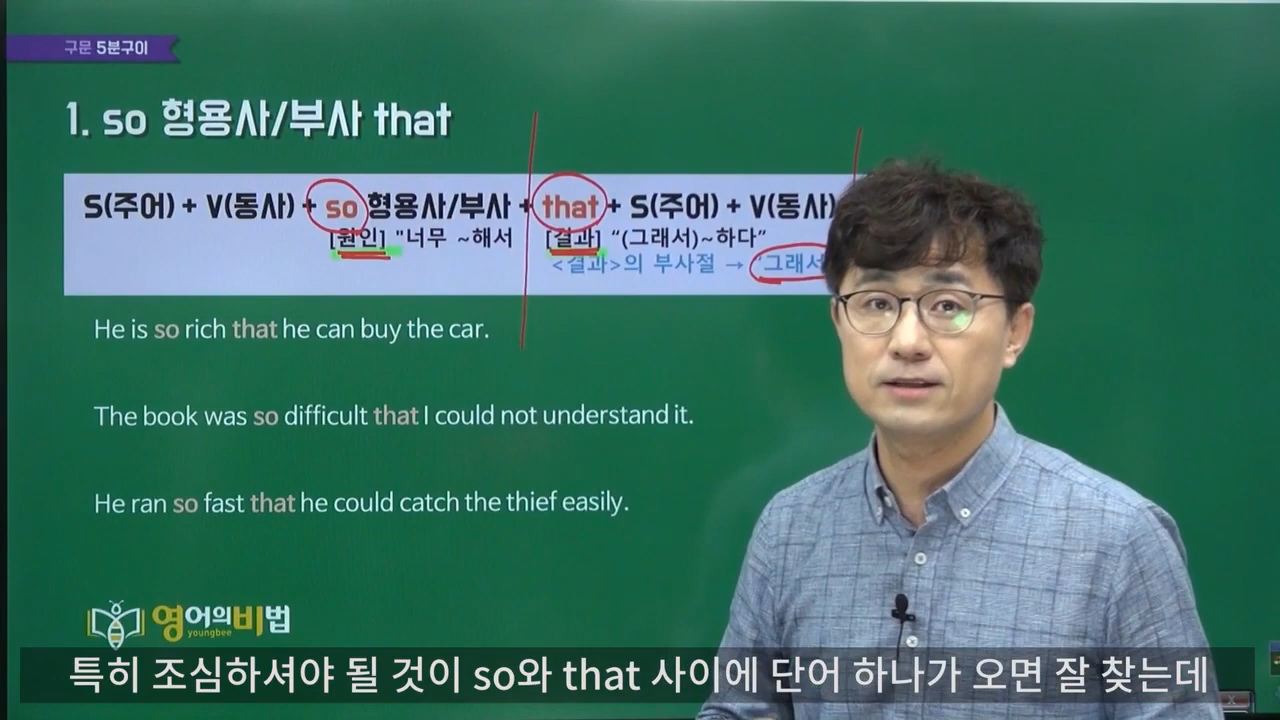 구문 5분구이
1. so 형용사/부사 that
S(주어) + V(동사) + so 형용사/부사 + that + S(주어) + V(동사)
[원인] "너무 ~해서 [결과] “(그래서)~하다”
<결과>의 부사절 → '그래서
He is so rich that he can buy the car.
The book was so difficult that I could not understand it.
He ran so fast that he could catch the thief easily.
영어의비법
youngbee
특히 조심하셔야 될 것이 so와 that 사이에 단어 하나가 오면 잘 찾는데